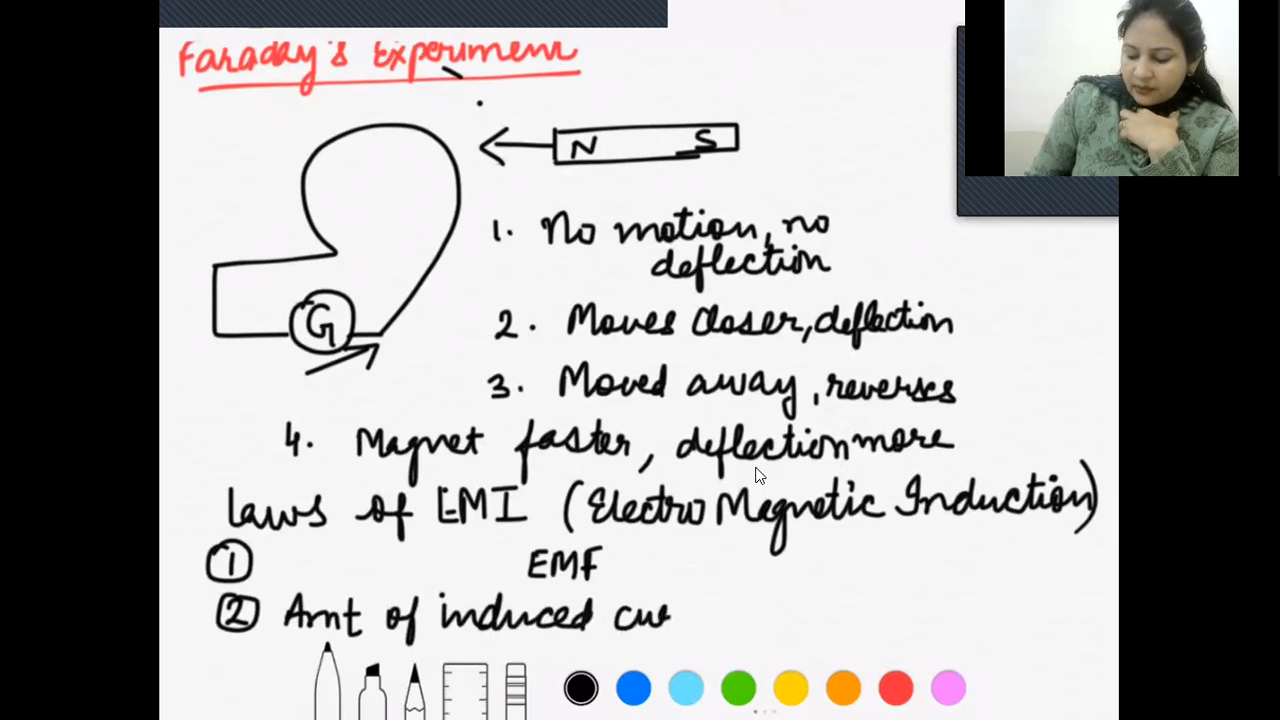 Faraday's Experiment
N S
1. No motion, no
deflection
G
2. Moves closer, deflection
3. Moved away, reverses
4. Magnet faster, deflection more
laws of EMI (Electro Magnetic Induction)
1 EMF
2 Amt of induced cur